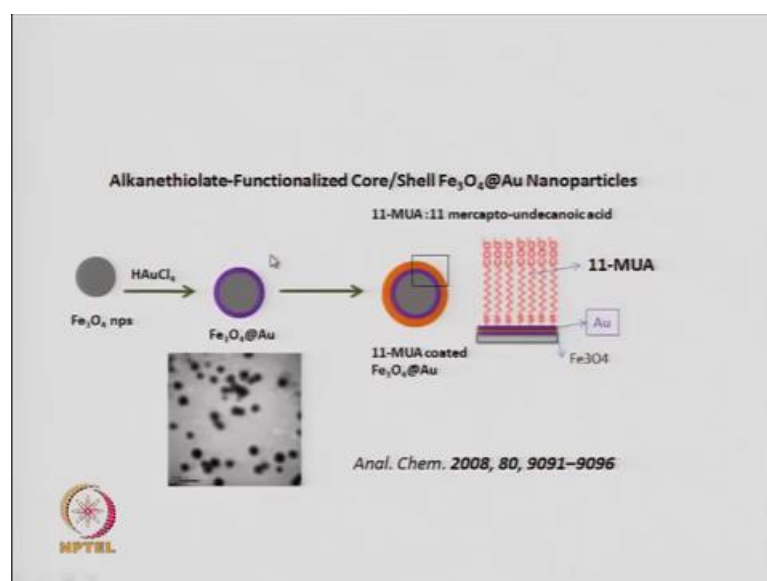 Alkanethiolate-Functionalized Core/Shell Fe₃O₄@Au Nanoparticles
11-MUA :11 mercapto-undecanoic acid
HAuCl₄
11-MUA
Au
Fe₃O₄ nps
Fe₃O₄@Au
11-MUA coated
Fe₃O₄@Au
Fe3O4
Anal. Chem. 2008, 80, 9091–9096
NPTEL